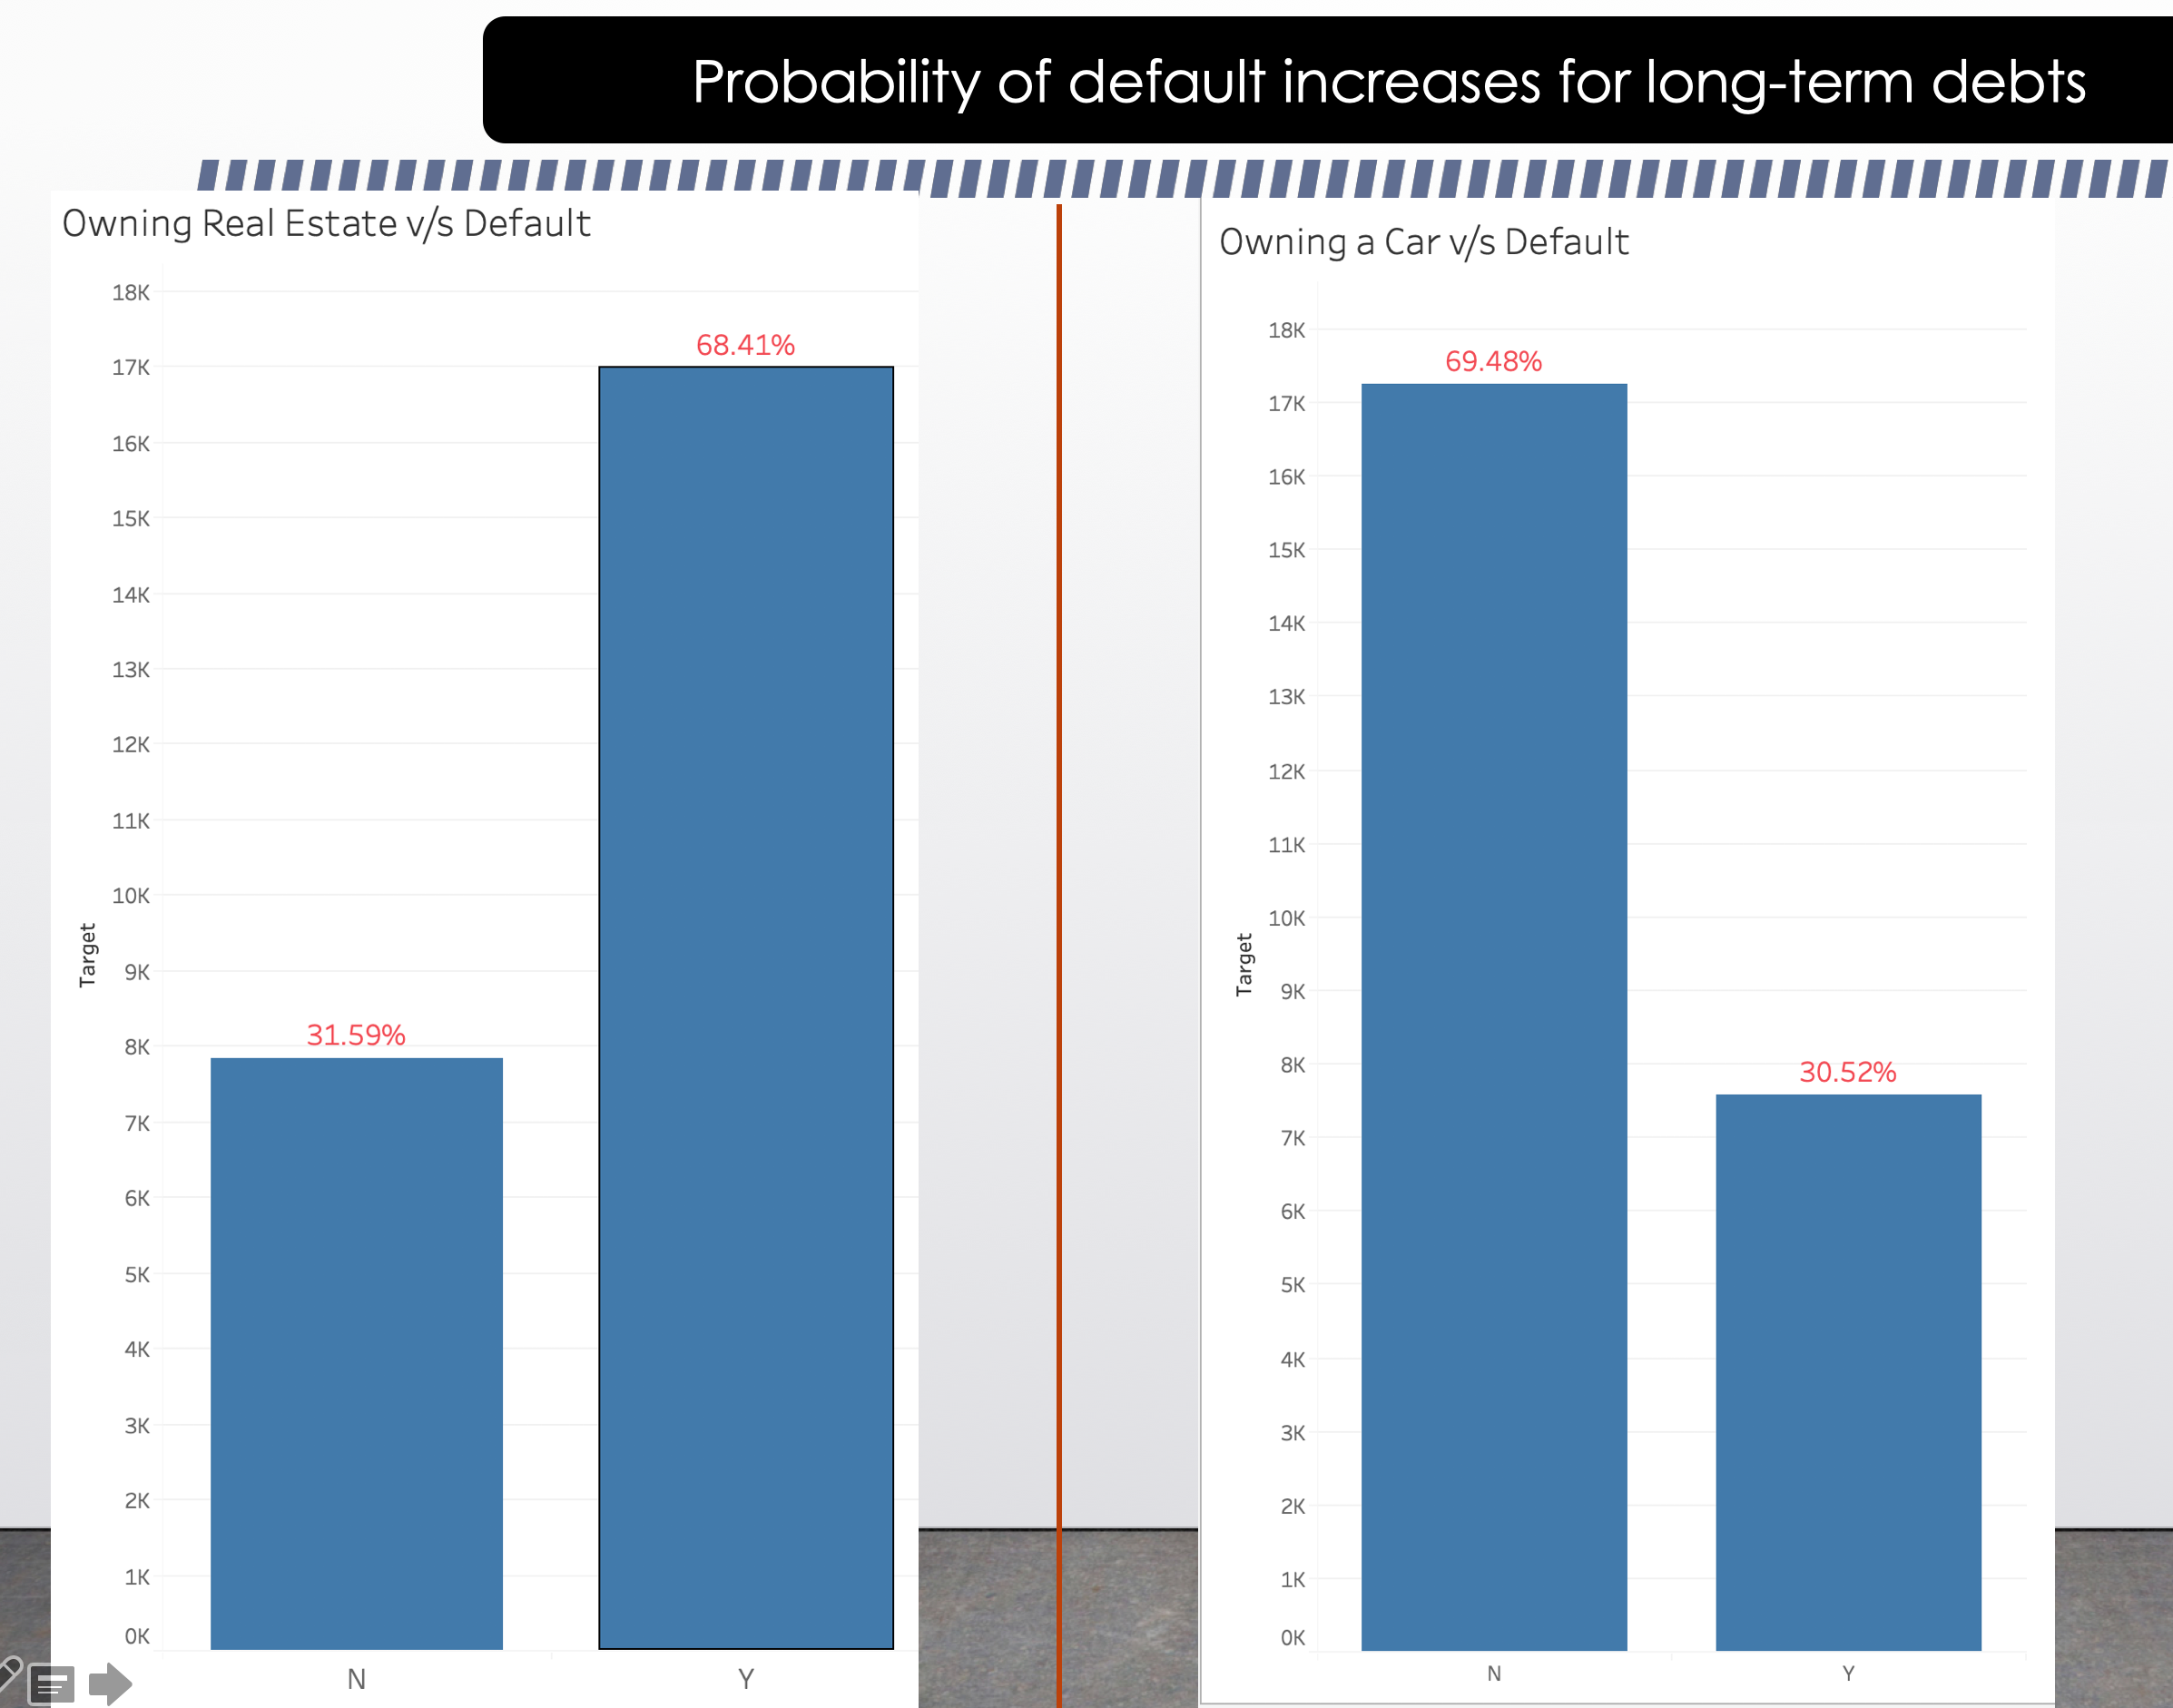 Probability of default increases for long-term debts
Owning Real Estate v/s Default
18K
17K
16K
15K
14K
13K
12K
11K
10K
9K
8K
7K
6K
5K
4K
3K
2K
1K
0K
Target
31.59%
68.41%
N
Y
Owning a Car v/s Default
18K
17K
16K
15K
14K
13K
12K
11K
10K
9K
8K
7K
6K
5K
4K
3K
2K
1K
0K
Target
69.48%
30.52%
N
Y